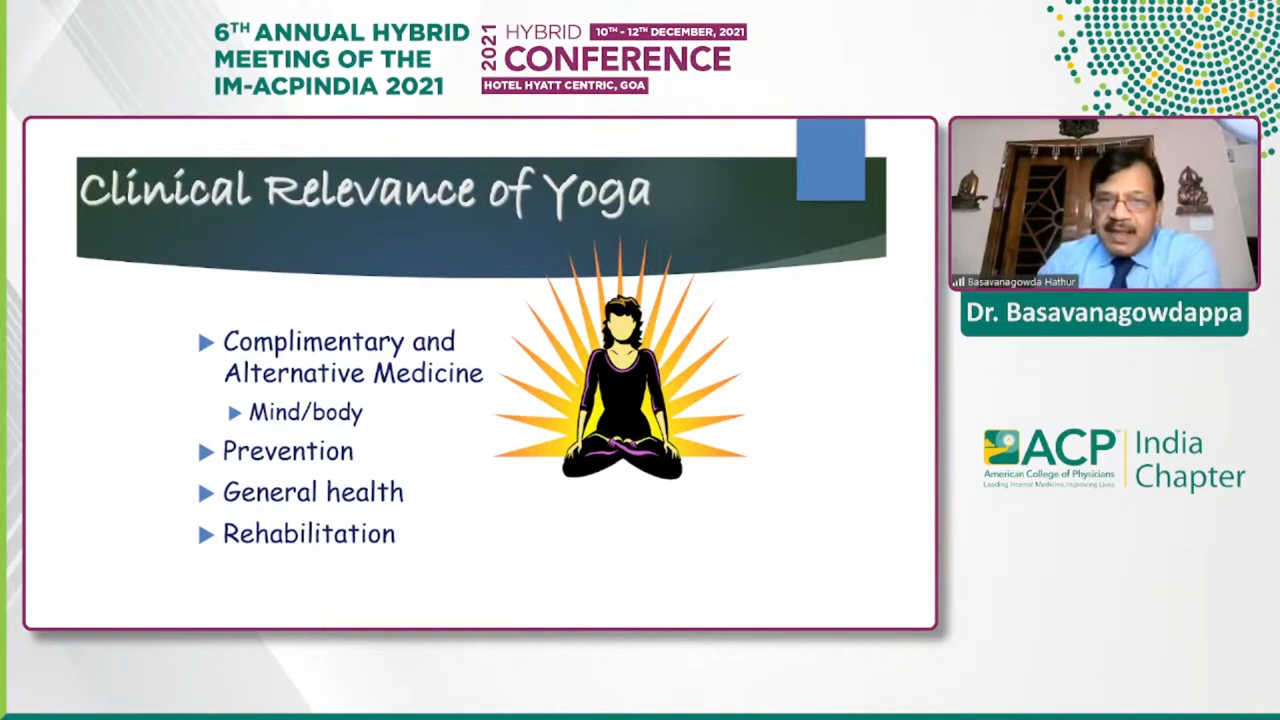 6TH ANNUAL HYBRID
MEETING OF THE
IM-ACPINDIA 2021
2021
HYBRID 10TH - 12TH DECEMBER, 2021
CONFERENCE
HOTEL HYATT CENTRIC, GOA
Clinical Relevance of Yoga
Complimentary and
Alternative Medicine
Mind/body
Prevention
General health
Rehabilitation
Basavanagowda Hathur
Dr. Basavanagowdappa
ACP
American College of Physicians
Leading Internal Medicine, Improving Lives
India
Chapter